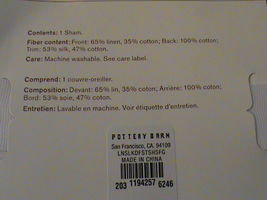 Contents: 1 Sham.
Fiber content: Front: 65% linen, 35% cotton; Back: 100% cotton;
Trim: 53% silk, 47% cotton.
Care: Machine washable. See care label.
Comprend: 1 couvre-oreiller.
Composition: Devant: 65% lin, 35% coton; Arrière: 100% coton;
Bord: 53% soie, 47% coton.
Entretien: Lavable en machine. Voir étiquette d'entretien.
POTTERY BARN
San Francisco, CA. 94109
LNSLKDFSTSHSFG
MADE IN CHINA
203 1194257 6246